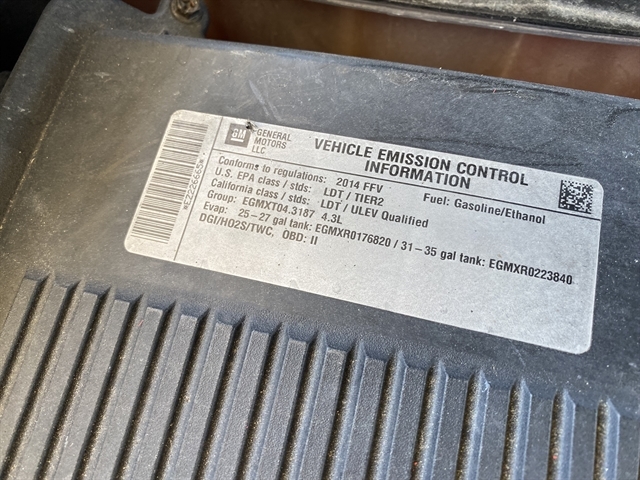 GM
GENERAL
MOTORS
LLC
VEHICLE EMISSION CONTROL
INFORMATION
Conforms to regulations: 2014 FFV Fuel: Gasoline/Ethanol
U.S. EPA class / stds: LDT / TIER2
California class / stds: LDT / ULEV Qualified
Group: EGMXT04.3187 4.3L
Evap: 25 - 27 gal tank: EGMXR0176820 / 31 - 35 gal tank: EGMXR0223840
DGI/HO2S/TWC, OBD: II